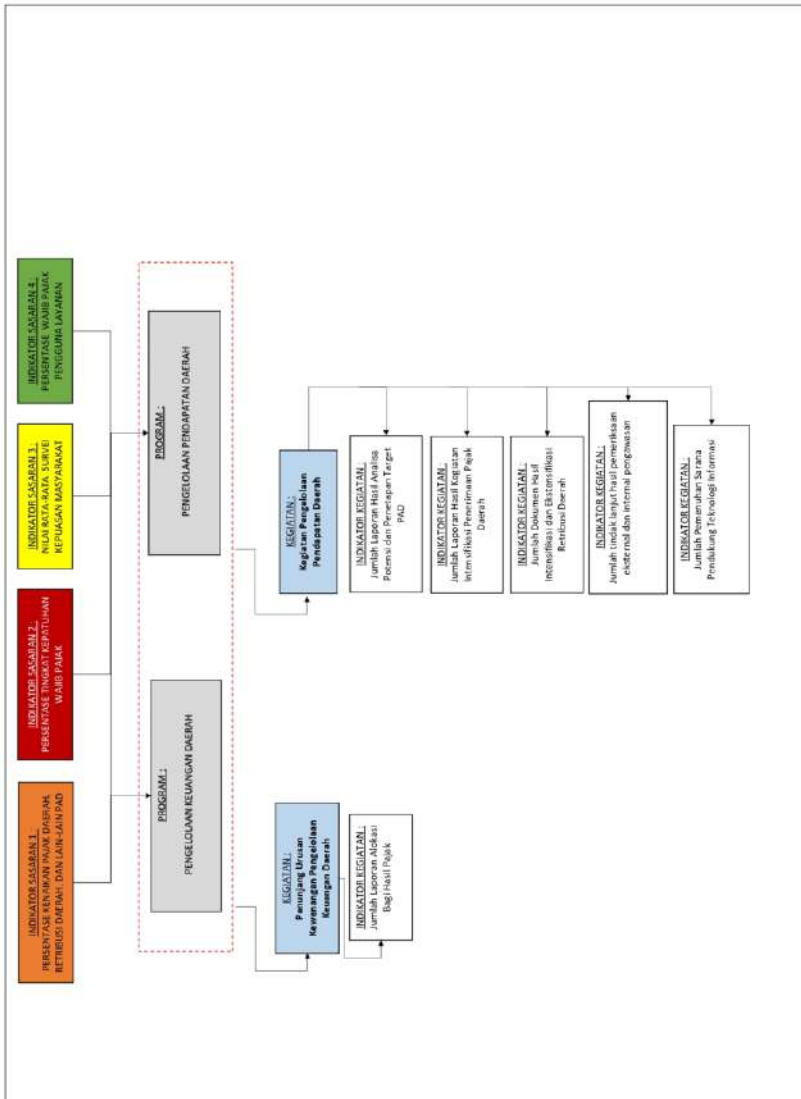 INDIKATOR SASARAN 1 :
PERSENTASE KENAIKAN PAJAK DAERAH,
RETRIBUSI DAERAH, DAN LAIN-LAIN PAD
INDIKATOR SASARAN 2 :
PERSENTASE TINGKAT KEPATUHAN
WAJIB PAJAK
INDIKATOR SASARAN 3 :
NILAI RATA-RATA SURVEI
KEPUASAN MASYARAKAT
INDIKATOR SASARAN 4 :
PERSENTASE WAJIB PAJAK
PENGGUNA LAYANAN
PROGRAM :
PENGELOLAAN KEUANGAN DAERAH
PROGRAM :
PENGELOLAAN PENDAPATAN DAERAH
KEGIATAN :
Penunjang Urusan
Kewenangan Pengelolaan
Keuangan Daerah
INDIKATOR KEGIATAN :
Jumlah Laporan Alokasi
Bagi Hasil Pajak
KEGIATAN :
Kegiatan Pengelolaan
Pendapatan Daerah
INDIKATOR KEGIATAN :
Jumlah Laporan Hasil Analisa
Potensi dan Penetapan Target
PAD
INDIKATOR KEGIATAN :
Jumlah Laporan Hasil Kegiatan
Intensifikasi Penerimaan Pajak
Daerah
INDIKATOR KEGIATAN :
Jumlah Dokumen Hasil
Intensifikasi dan Ekstensifikasi
Retribusi Daerah
INDIKATOR KEGIATAN :
Jumlah tindak lanjut hasil pemeriksaan
eksternal dan internal pengawasan
INDIKATOR KEGIATAN :
Jumlah Pemenuhan Sarana
Pendukung Teknologi Informasi